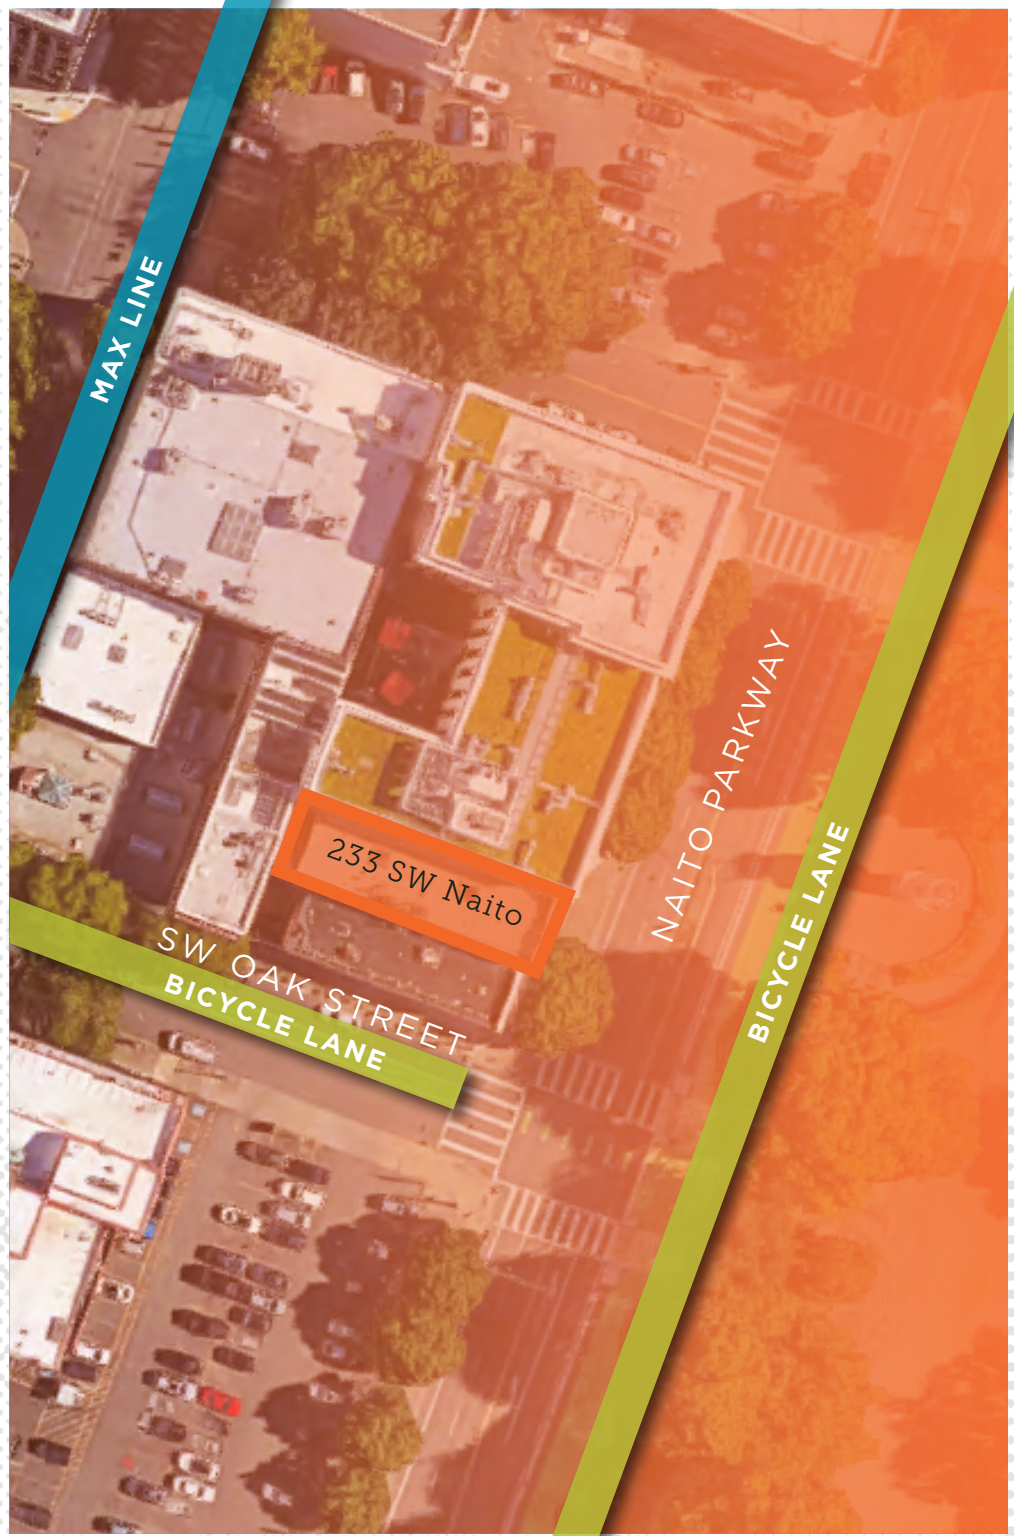 MAX LINE
NAITO PARKWAY
233 SW Naito
BICYCLE LANE
SW OAK STREET
BICYCLE LANE